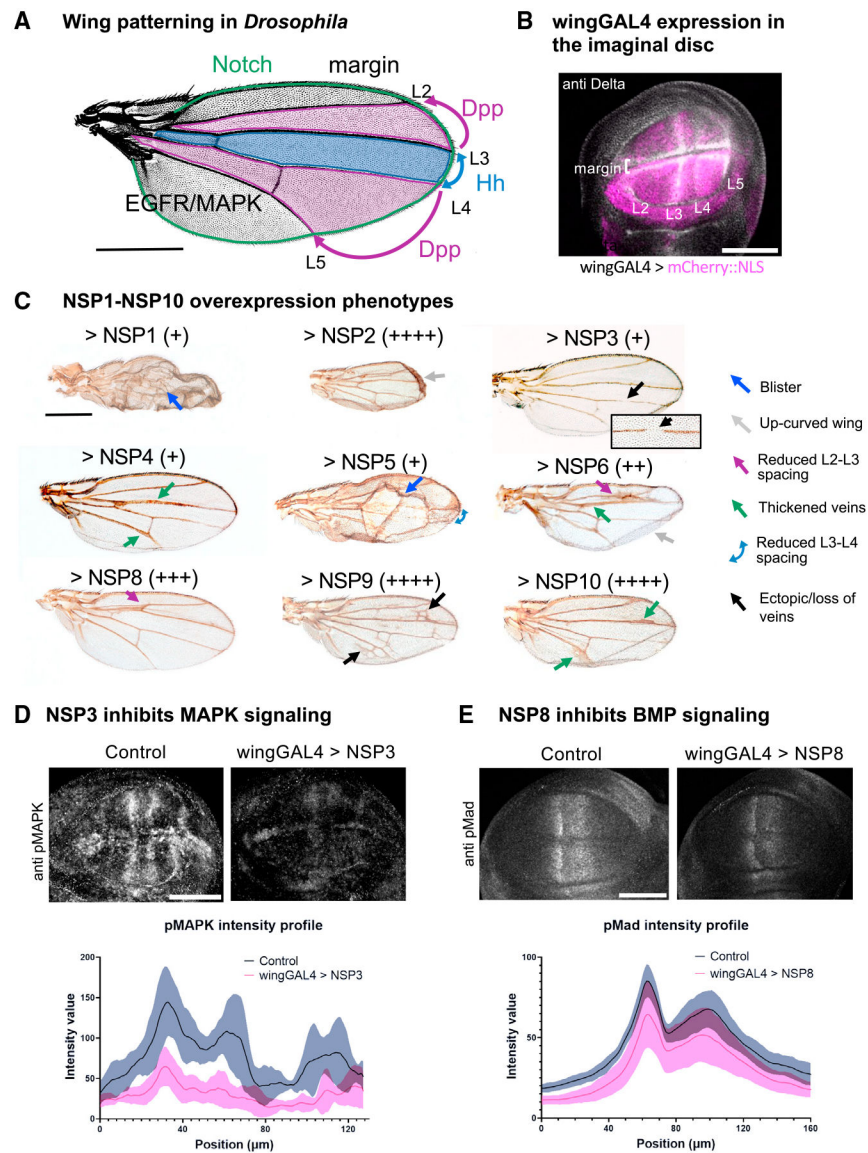 A Wing patterning in Drosophila
Notch margin
L2
Dpp
L3
Hh
L4
EGFR/MAPK
L5
Dpp
B wingGAL4 expression in
the imaginal disc
anti Delta
margin
L5
L2 L3 L4
wingGAL4 > mCherry::NLS
C NSP1-NSP10 overexpression phenotypes
> NSP1 (+)
> NSP2 (++++)
> NSP3 (+)
> NSP4 (+)
> NSP5 (+)
> NSP6 (++)
> NSP8 (+++)
> NSP9 (++++)
> NSP10 (++++)
Blister
Up-curved wing
Reduced L2-L3
spacing
Thickened veins
Reduced L3-L4
spacing
Ectopic/loss of
veins
D NSP3 inhibits MAPK signaling
Control wingGAL4 > NSP3
anti pMAPK
pMAPK intensity profile
Control
wingGAL4 > NSP3
Intensity value
200
150
100
50
0
0 40 80 120
Position (μm)
E NSP8 inhibits BMP signaling
Control wingGAL4 > NSP8
anti pMad
pMad intensity profile
Control
wingGAL4 > NSP8
Intensity value
100
50
0
0 40 80 120 160
Position (μm)